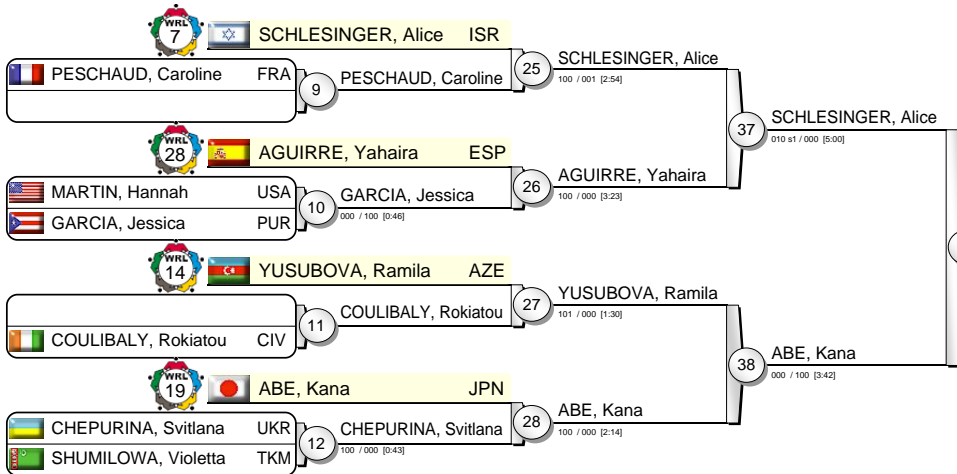 WRL
7
SCHLESINGER, Alice ISR
PESCHAUD, Caroline FRA
9
PESCHAUD, Caroline
25
SCHLESINGER, Alice
100 / 001 [2:54]
WRL
28
AGUIRRE, Yahaira ESP
MARTIN, Hannah USA
GARCIA, Jessica PUR
10
GARCIA, Jessica
000 / 100 [0:46]
26
AGUIRRE, Yahaira
100 / 000 [3:23]
37
SCHLESINGER, Alice
010 s1 / 000 [5:00]
WRL
14
YUSUBOVA, Ramila AZE
COULIBALY, Rokiatou CIV
11
COULIBALY, Rokiatou
27
YUSUBOVA, Ramila
101 / 000 [1:30]
WRL
19
ABE, Kana JPN
CHEPURINA, Svitlana UKR
SHUMILOWA, Violetta TKM
12
CHEPURINA, Svitlana
100 / 000 [0:43]
28
ABE, Kana
100 / 000 [2:14]
38
ABE, Kana
000 / 100 [3:42]